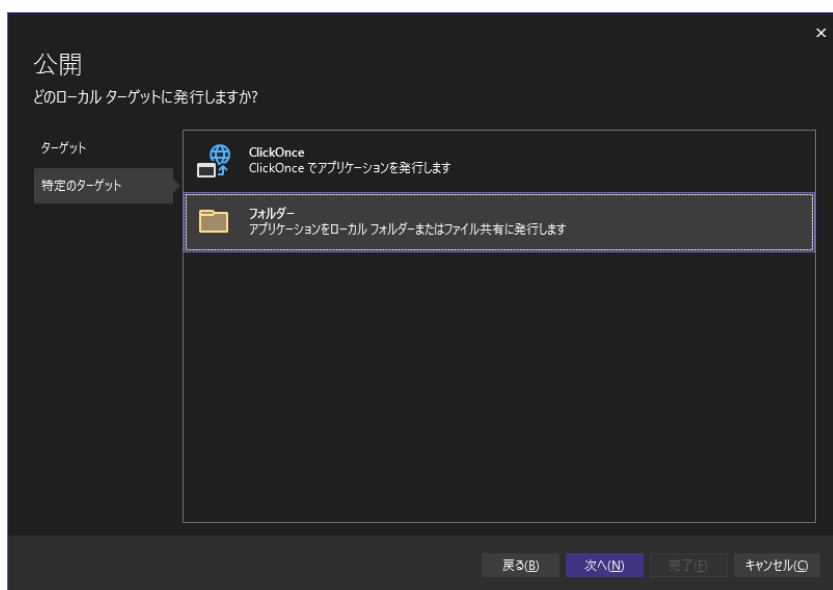 公開
どのローカル ターゲットに発行しますか?
ターゲット
特定のターゲット
ClickOnce
ClickOnce でアプリケーションを発行します
フォルダー
アプリケーションをローカル フォルダーまたはファイル共有に発行します
戻る(B)
次へ(N)
完了(F)
キャンセル(C)